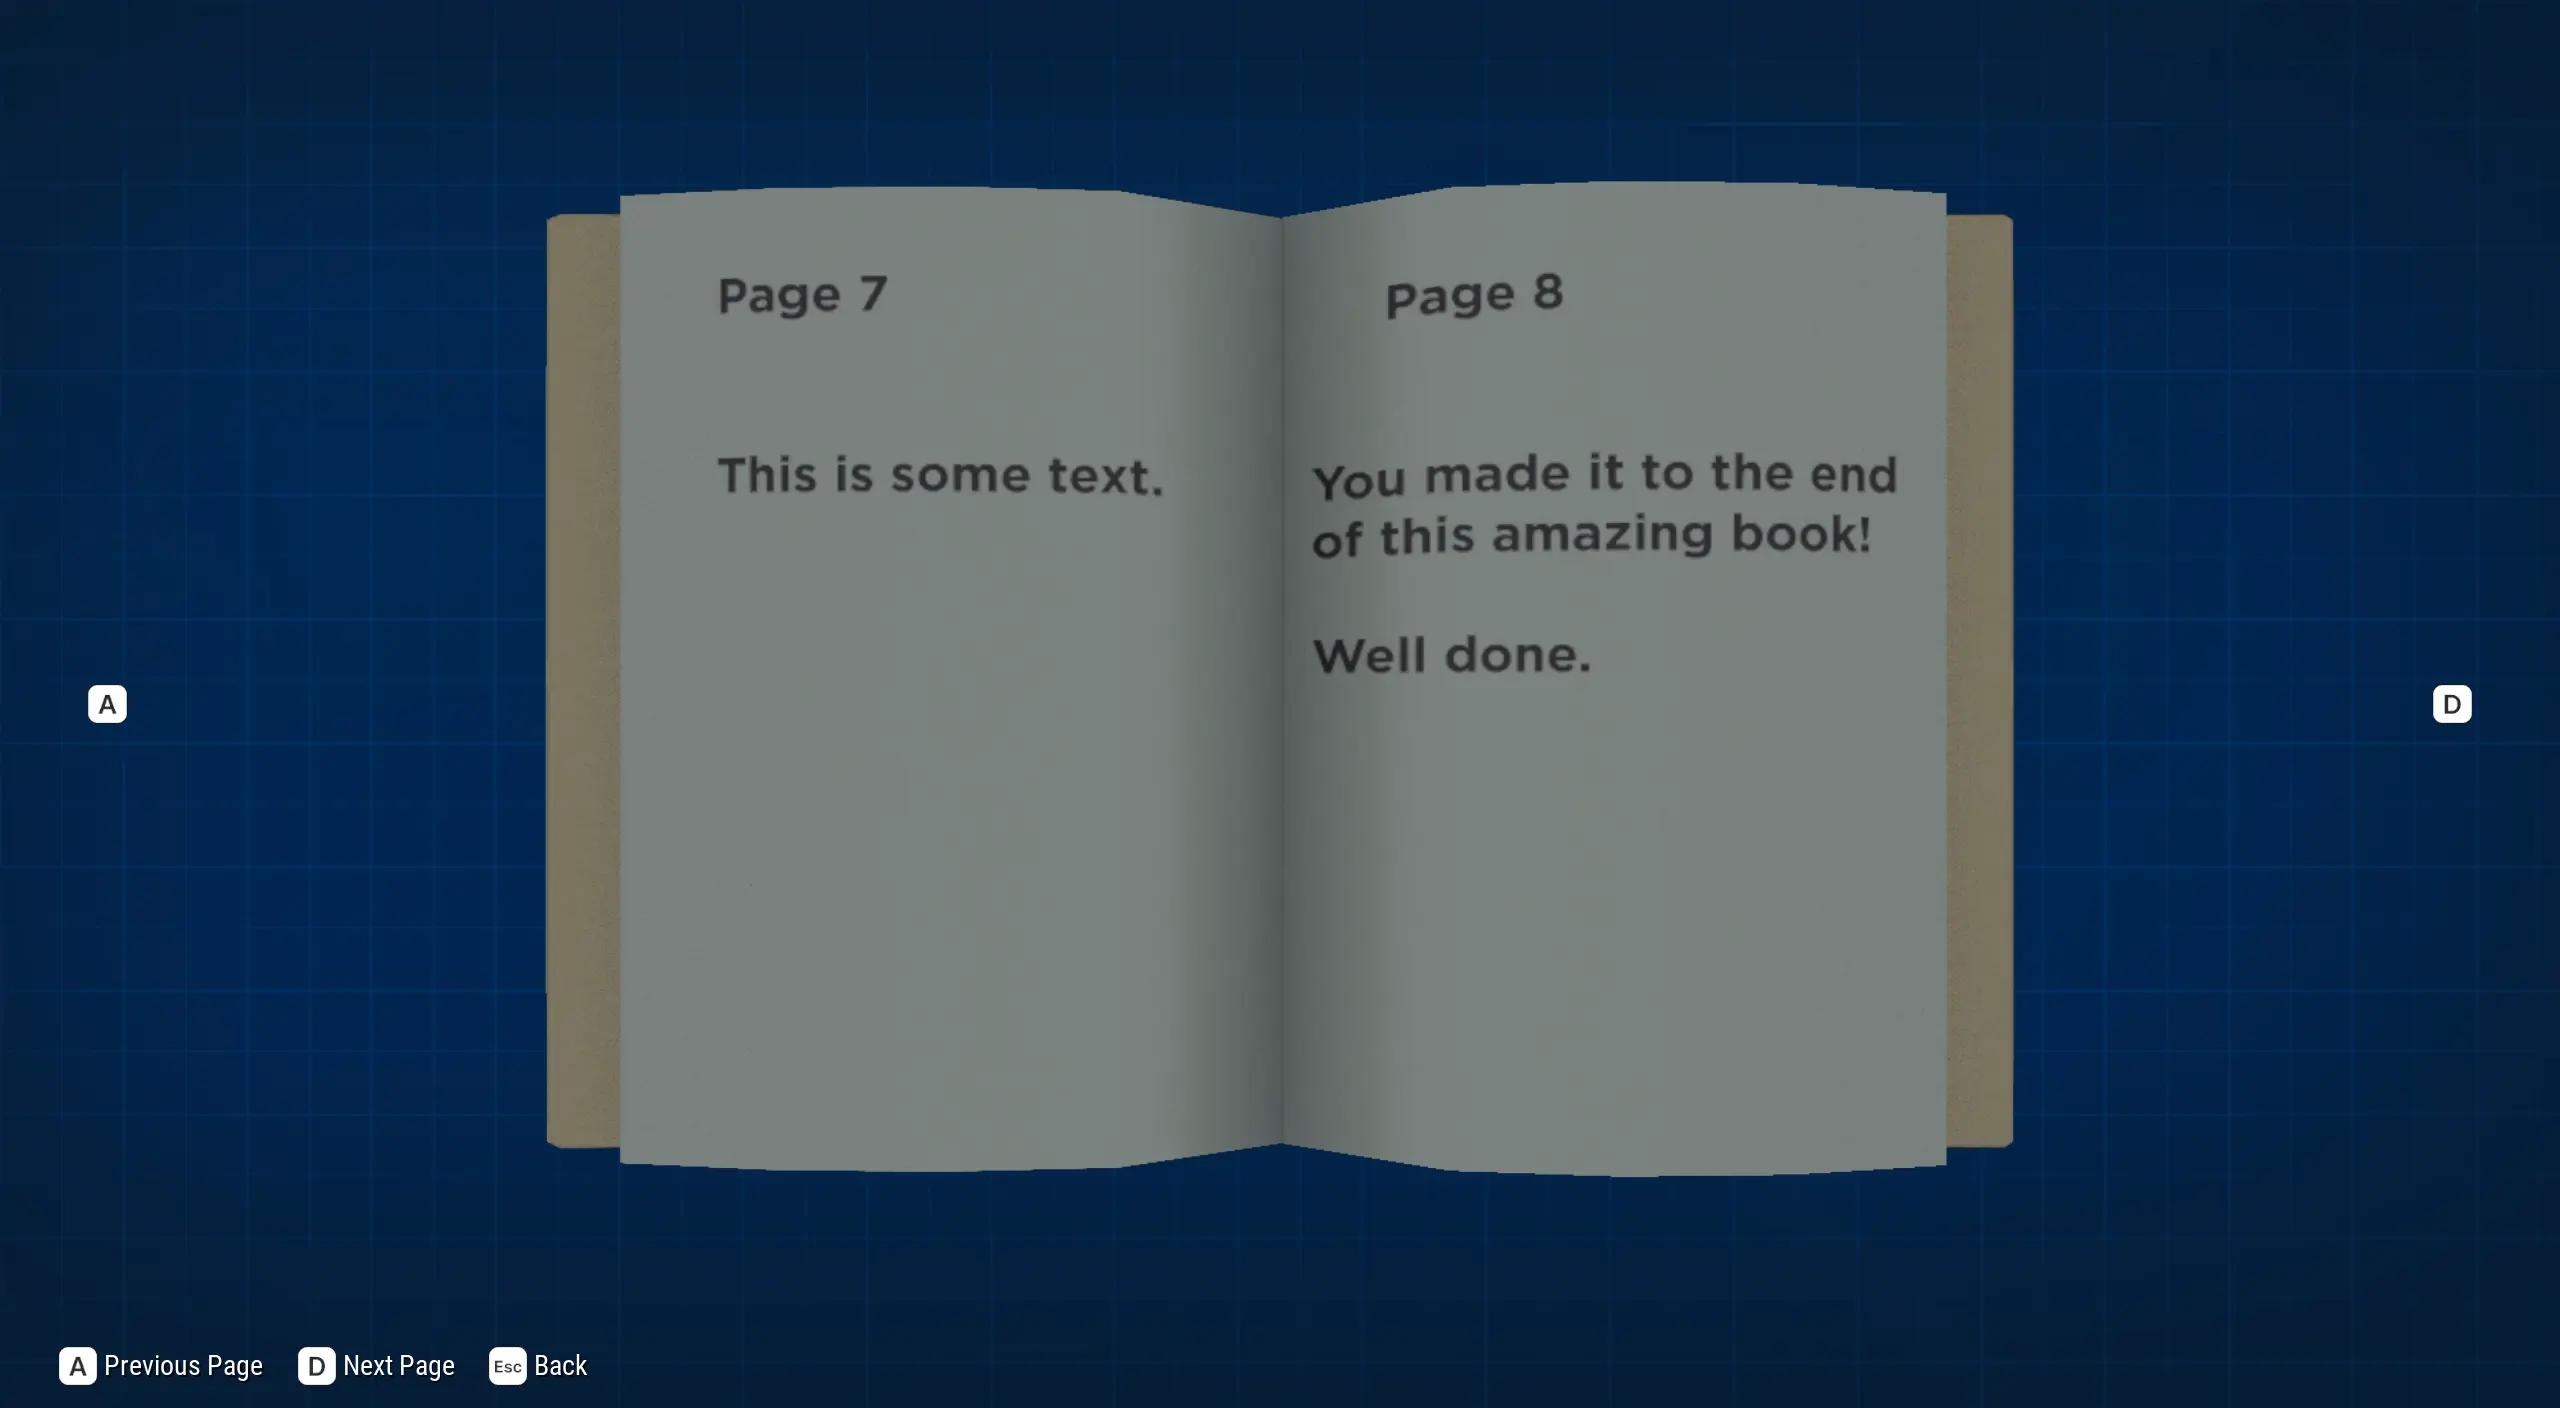 Page 7
This is some text.
Page 8
You made it to the end
of this amazing book!
Well done.
A
D
A Previous Page D Next Page Esc Back